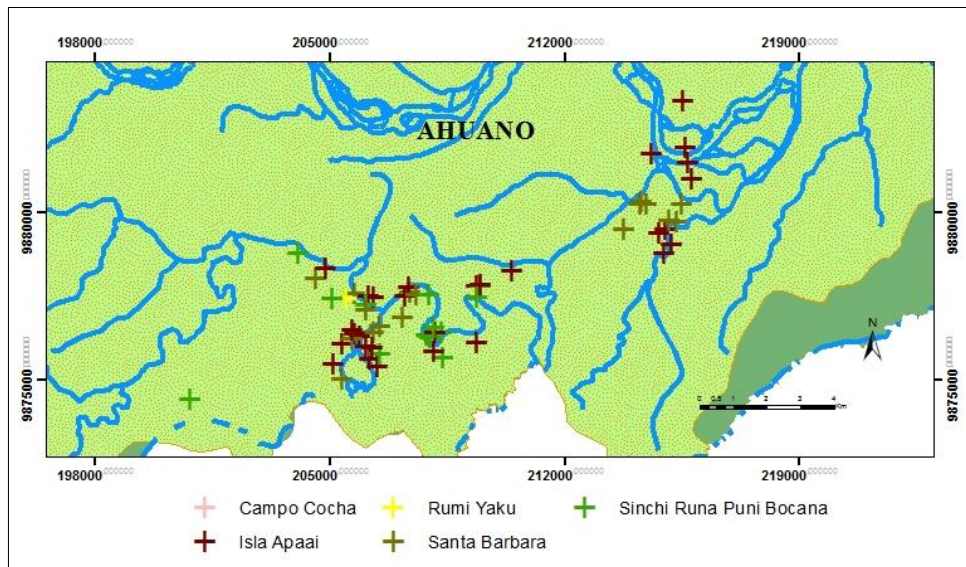 198000 205000 212000 219000
AHUANO
9880000 9880000
N
9875000 9875000
0 0,5 1 2 3 4
Km
198000 205000 212000 219000
Campo Cocha Rumi Yaku Sinchi Runa Puni Bocana
Isla Apaai Santa Barbara